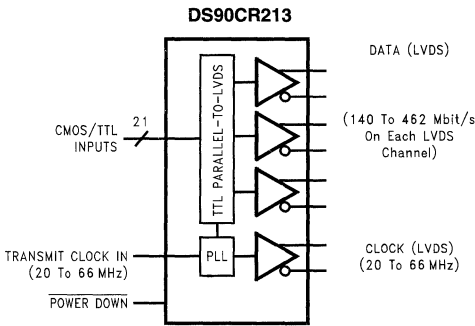 DS90CR213
DATA (LVDS)
TTL PARALLEL-TO-LVDS
21
CMOS/TTL
INPUTS
(140 To 462 Mbit/s
On Each LVDS
Channel)
TRANSMIT CLOCK IN
(20 To 66 MHz)
PLL
CLOCK (LVDS)
(20 To 66 MHz)
POWER DOWN